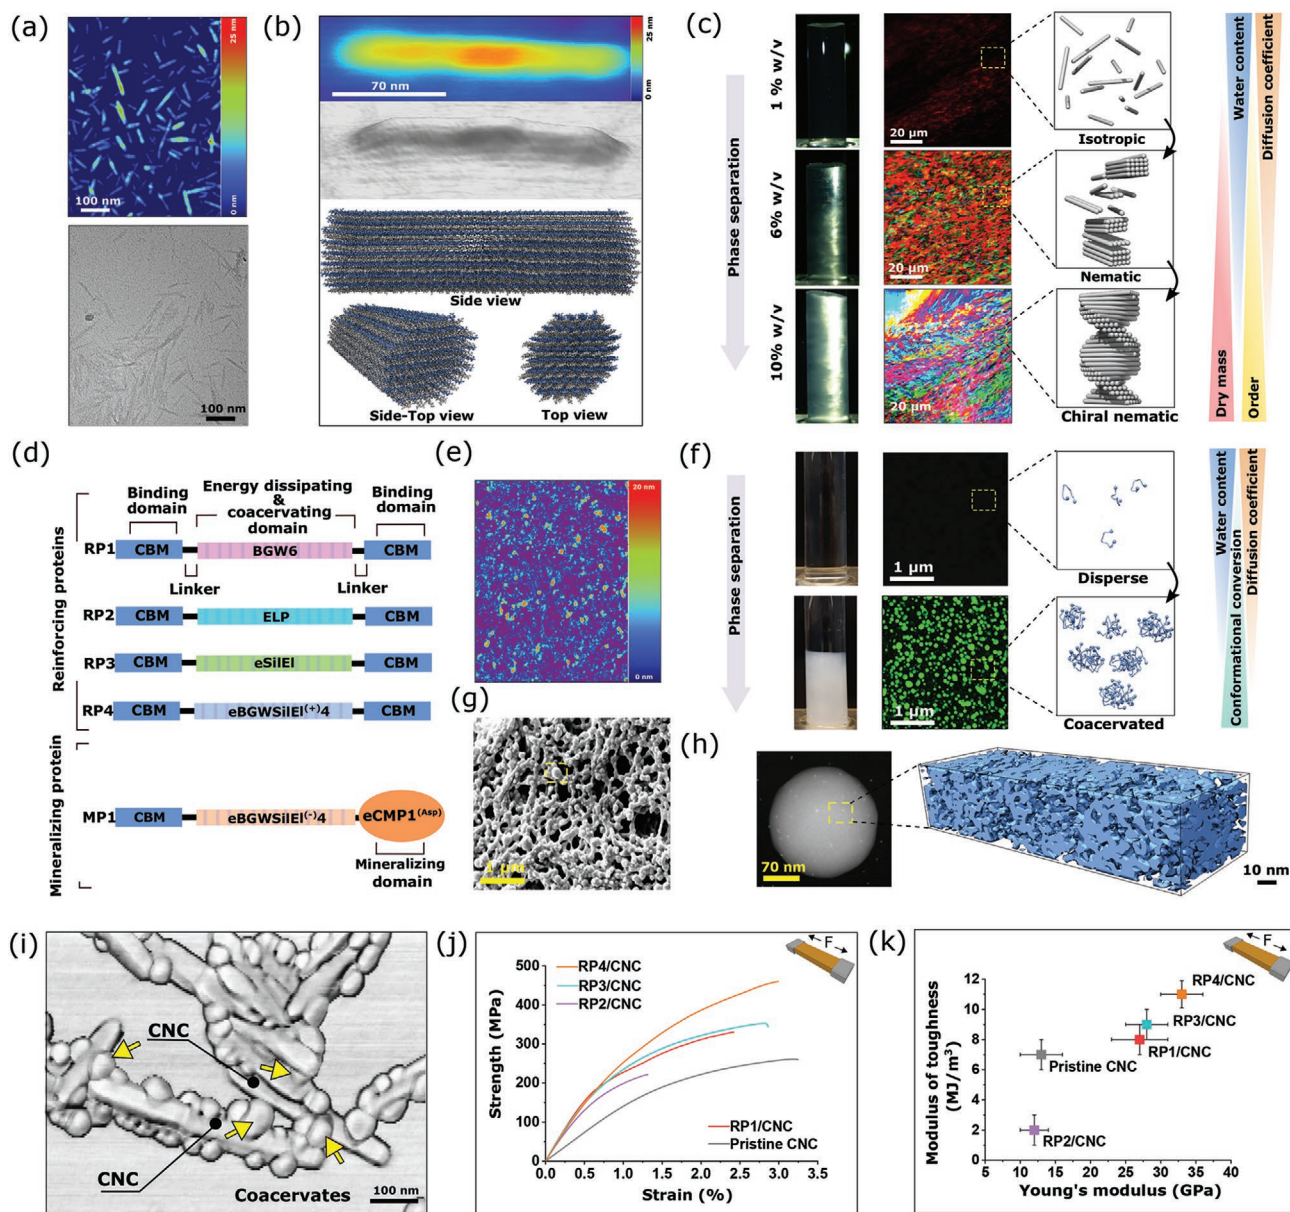 (a)
25 nm
0 nm
100 nm
100 nm
(b)
25 nm
0 nm
70 nm
Side view
Side-Top view
Top view
(c)
Phase separation
1 % w/v
6% w/v
10% w/v
20 μm
20 μm
20 μm
Isotropic
Nematic
Chiral nematic
Water content
Diffusion coefficient
Dry mass
Order
(d)
Reinforcing proteins
Mineralizing protein
Binding
domain
Energy dissipating
&
coacervating
domain
Binding
domain
RP1
CBM
BGW6
CBM
Linker
Linker
RP2
CBM
ELP
CBM
RP3
CBM
eSilEl
CBM
RP4
CBM
eBGWSilEl(+)4
CBM
MP1
CBM
eBGWSilEl(-)4
eCMP1(Asp)
Mineralizing
domain
(e)
20 nm
0 nm
(f)
Phase separation
1 μm
1 μm
Disperse
Coacervated
Water content
Conformational conversion
Diffusion coefficient
(g)
1 μm
(h)
70 nm
10 nm
(i)
CNC
CNC
Coacervates
100 nm
(j)
F
Strength (MPa)
500
400
300
200
100
0
0.0
0.5
1.0
1.5
2.0
2.5
3.0
3.5
Strain (%)
RP4/CNC
RP3/CNC
RP2/CNC
RP1/CNC
Pristine CNC
(k)
F
Modulus of toughness
(MJ/m³)
12
10
8
6
4
2
0
5
10
15
20
25
30
35
40
Young's modulus (GPa)
RP4/CNC
RP3/CNC
RP1/CNC
Pristine CNC
RP2/CNC